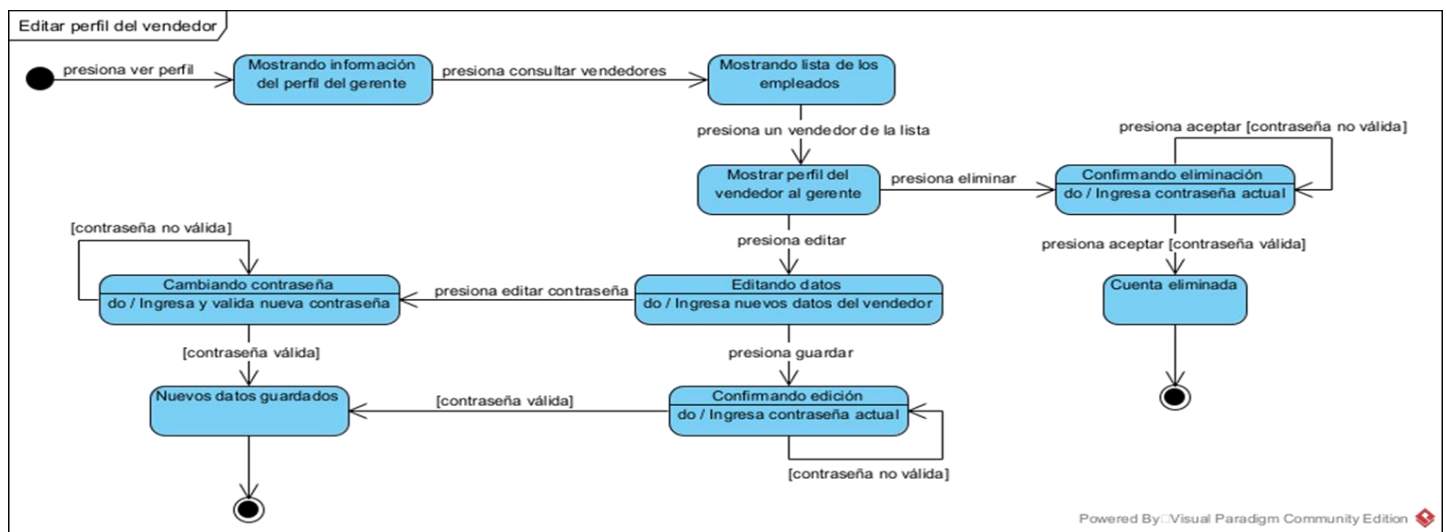 Editar perfil del vendedor
presiona ver perfil
Mostrando información
del perfil del gerente
presiona consultar vendedores
Mostrando lista de los
empleados
presiona un vendedor de la lista
presiona aceptar [contraseña no válida]
Mostrar perfil del
vendedor al gerente
presiona eliminar
Confirmando eliminación
do / Ingresa contraseña actual
[contraseña no válida]
presiona editar
presiona aceptar [contraseña válida]
Cambiando contraseña
do / Ingresa y valida nueva contraseña
presiona editar contraseña
Editando datos
do / Ingresa nuevos datos del vendedor
Cuenta eliminada
[contraseña válida]
presiona guardar
Nuevos datos guardados
[contraseña válida]
Confirmando edición
do / Ingresa contraseña actual
[contraseña no válida]
Powered By Visual Paradigm Community Edition